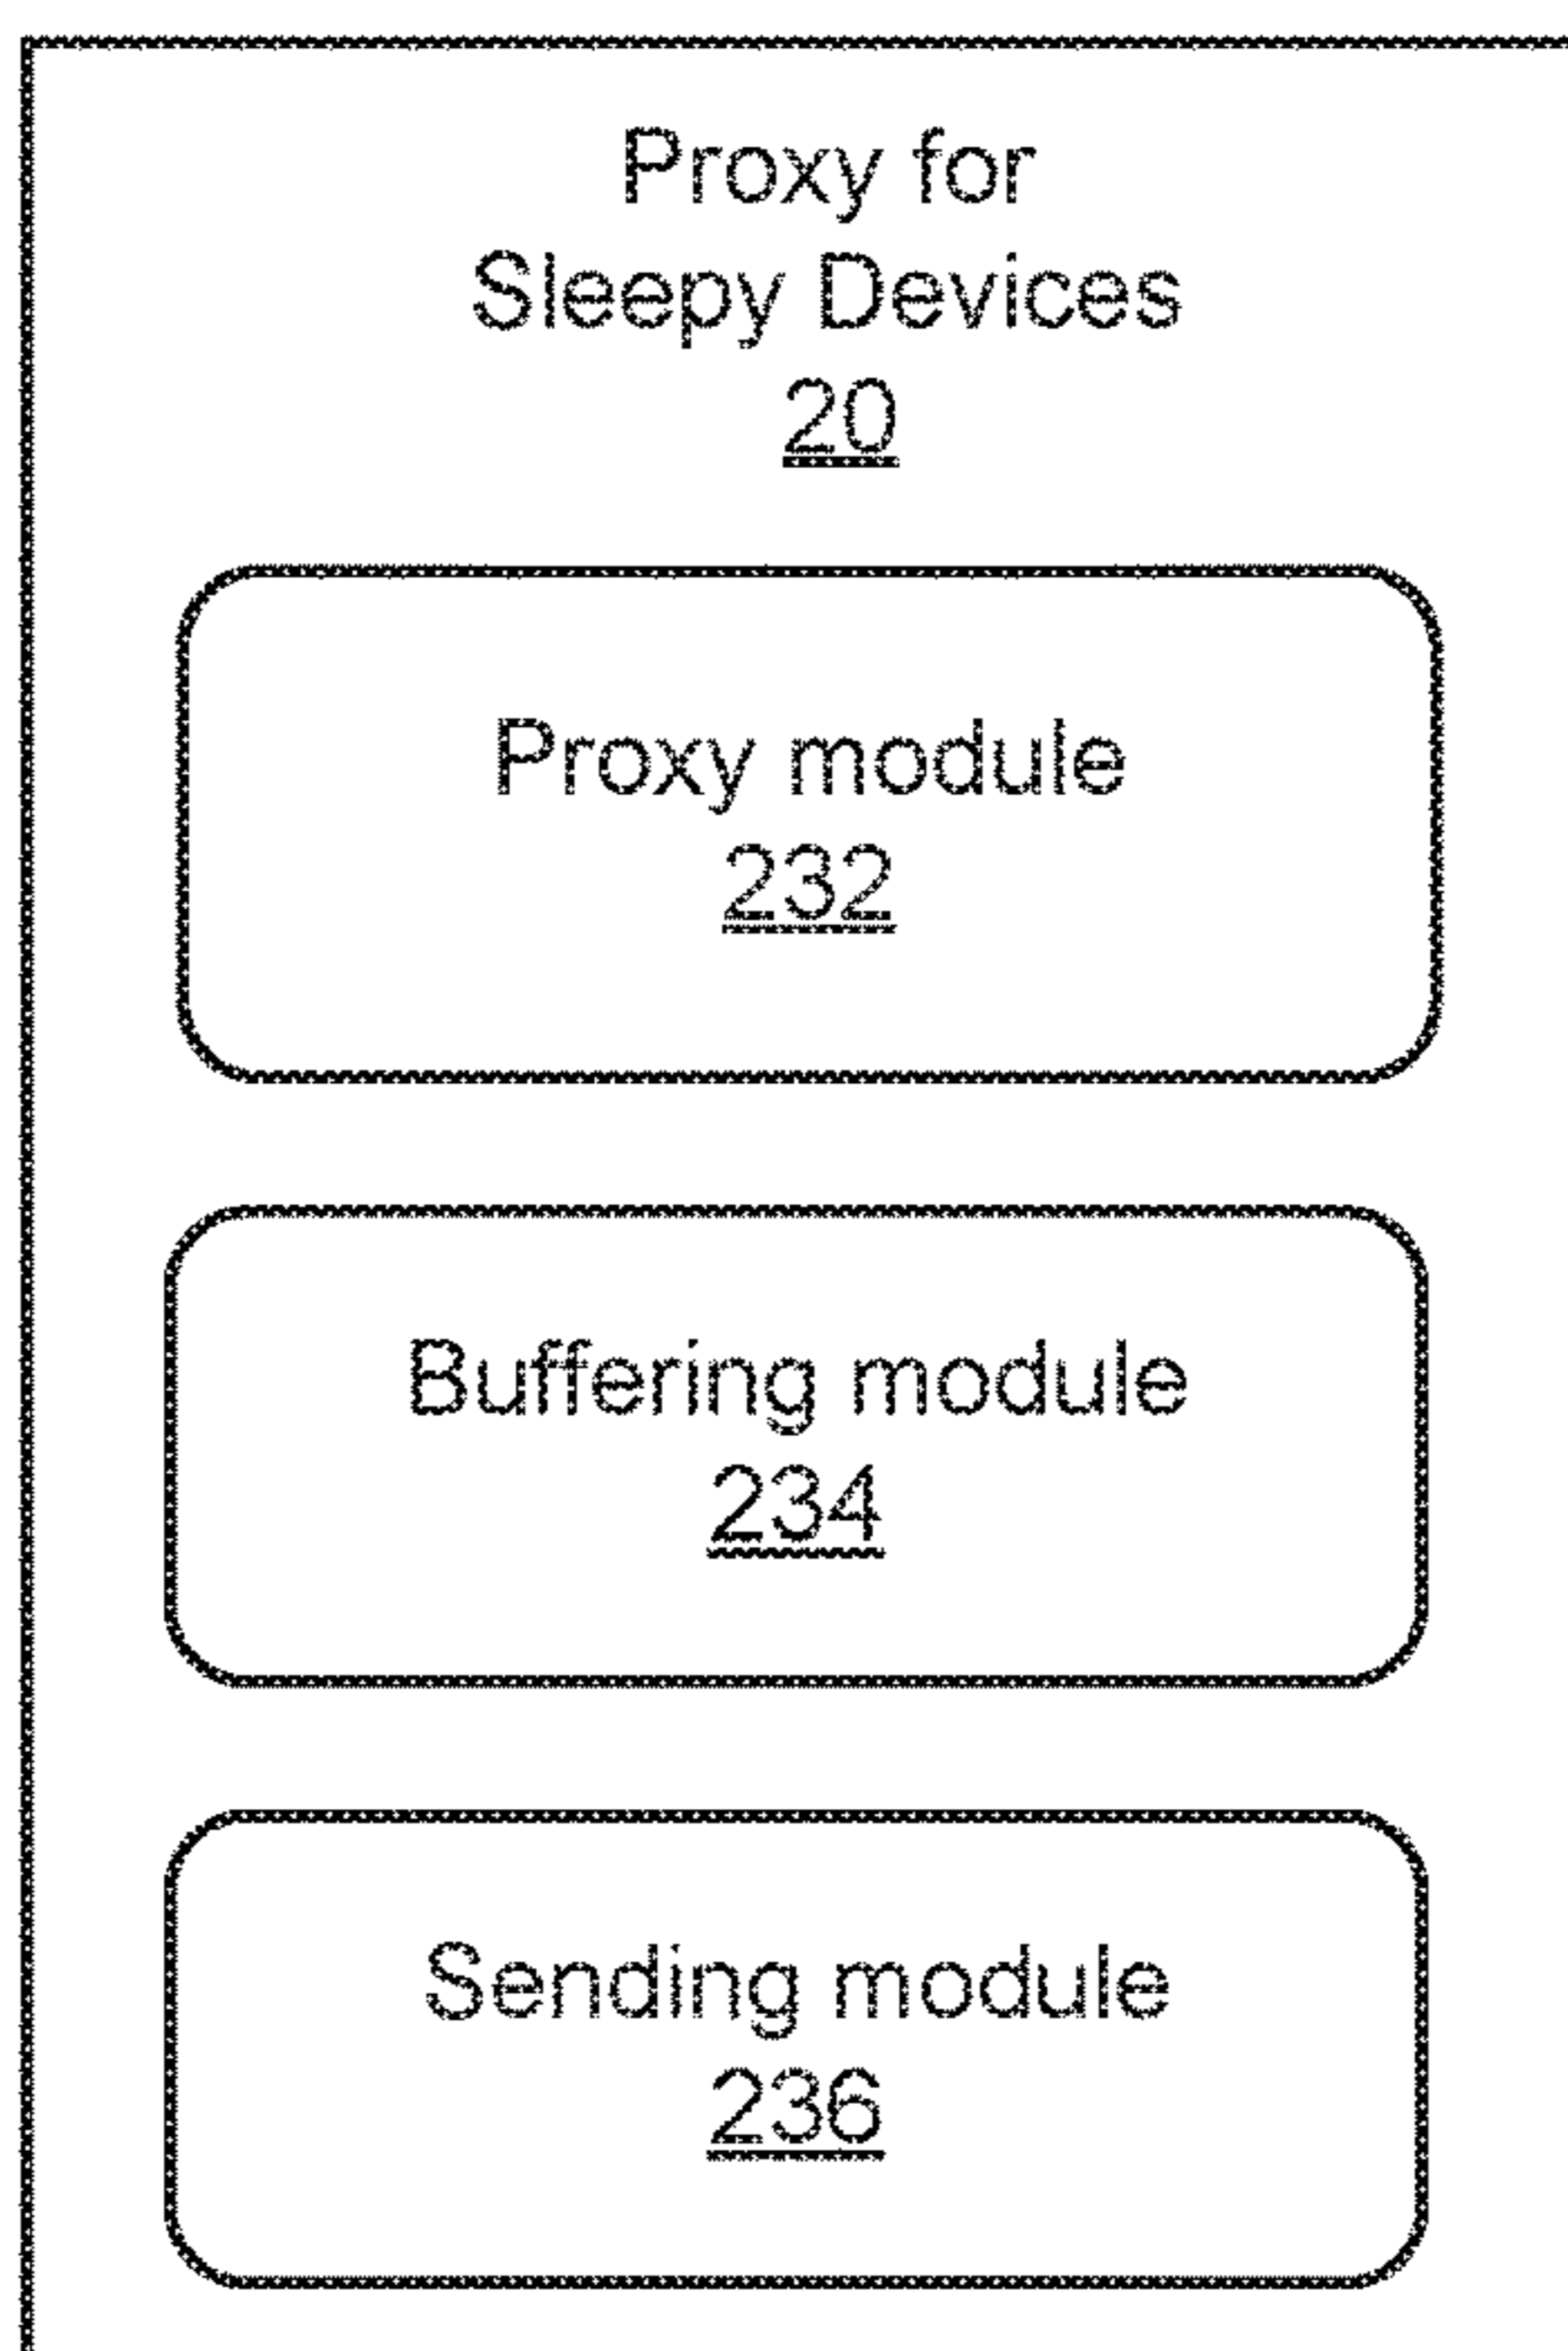 Proxy for
Sleepy Devices
20
Proxy module
232
Buffering module
234
Sending module
236